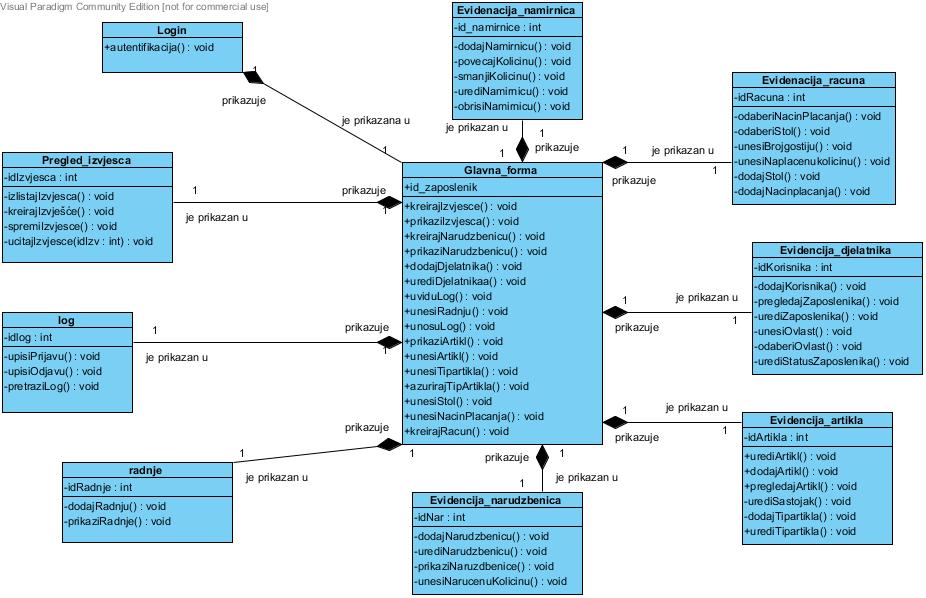 Visual Paradigm Community Edition [not for commercial use]
Login
+autentifikacija() : void
1
prikazuje
je prikazana u
1
Evidenacija_namirnica
-id_namirnice : int
-dodajNamirnicu() : void
-povecajKolicinu() : void
-smanjiKolicinu() : void
-urediNamirnicu() : void
-obrisiNamirnicu() : void
je prikazan u
1
1
prikazuje
Evidenacija_racuna
-idRacuna : int
-odaberiNacinPlacanja() : void
-odaberiStol() : void
-unesiBrojgostiju() : void
-unesiNaplacenukolicinu() : void
-dodajStol() : void
-dodajNacinplacanja() : void
1
je prikazan u
prikazuje
1
Pregled_izvjesca
-idIzvjesca : int
-izlistajIzvjesca() : void
-kreirajIzvješće() : void
-spremiIzvjesce() : void
-ucitajIzvjesce(idIzv : int) : void
1
je prikazan u
prikazuje
1
Glavna_forma
+id_zaposlenik
+kreirajIzvjesce() : void
+prikaziIzvjesca() : void
+kreirajNarudzbenicu() : void
+prikaziNarudzbenicu() : void
+dodajDjelatnika() : void
+urediDjelatnikaa() : void
+uviduLog() : void
+unesiRadnju() : void
+unosuLog() : void
+prikaziArtikl() : void
+unesiArtikl() : void
+unesiTipartikla() : void
+azurirajTipArtikla() : void
+unesiStol() : void
+unesiNacinPlacanja() : void
+kreirajRacun() : void
Evidencija_djelatnika
-idKorisnika : int
-dodajKorisnika() : void
-pregledajZaposlenika() : void
-urediZaposlenika() : void
-unesiOvlast() : void
-odaberiOvlast() : void
-urediStatusZaposlenika() : void
1
je prikazan u
prikazuje
1
log
-idlog : int
-upisiPrijavu() : void
-upisiOdjavu() : void
-pretraziLog() : void
1
je prikazan u
prikazuje
1
Evidencija_artikla
-idArtikla : int
+urediArtikl() : void
+dodajArtikl() : void
+pregledajArtikl() : void
-urediSastojak() : void
-dodajTipartikla() : void
+urediTipartikla() : void
1
je prikazan u
prikazuje
1
radnje
-idRadnje : int
-dodajRadnju() : void
-prikaziRadnje() : void
1
je prikazan u
prikazuje
1
Evidencija_narudzbenica
-idNar : int
-dodajNarudzbenicu() : void
-urediNarudzbenicu() : void
-prikaziNaruzdbenice() : void
-unesiNarucenuKolicinu() : void
prikazuje
1
je prikazan u
1